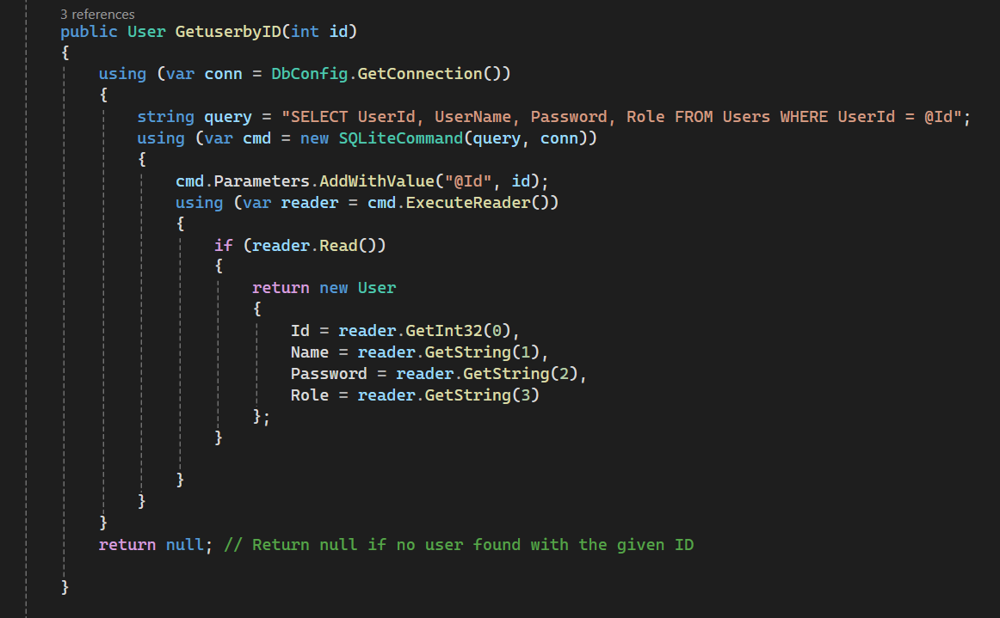 3 references
public User GetuserbyID(int id)
{
using (var conn = DbConfig.GetConnection())
{
string query = "SELECT UserId, UserName, Password, Role FROM Users WHERE UserId = @Id";
using (var cmd = new SQLiteCommand(query, conn))
{
cmd.Parameters.AddWithValue("@Id", id);
using (var reader = cmd.ExecuteReader())
{
if (reader.Read())
{
return new User
{
Id = reader.GetInt32(0),
Name = reader.GetString(1),
Password = reader.GetString(2),
Role = reader.GetString(3)
};
}
}
}
}
return null; // Return null if no user found with the given ID
}